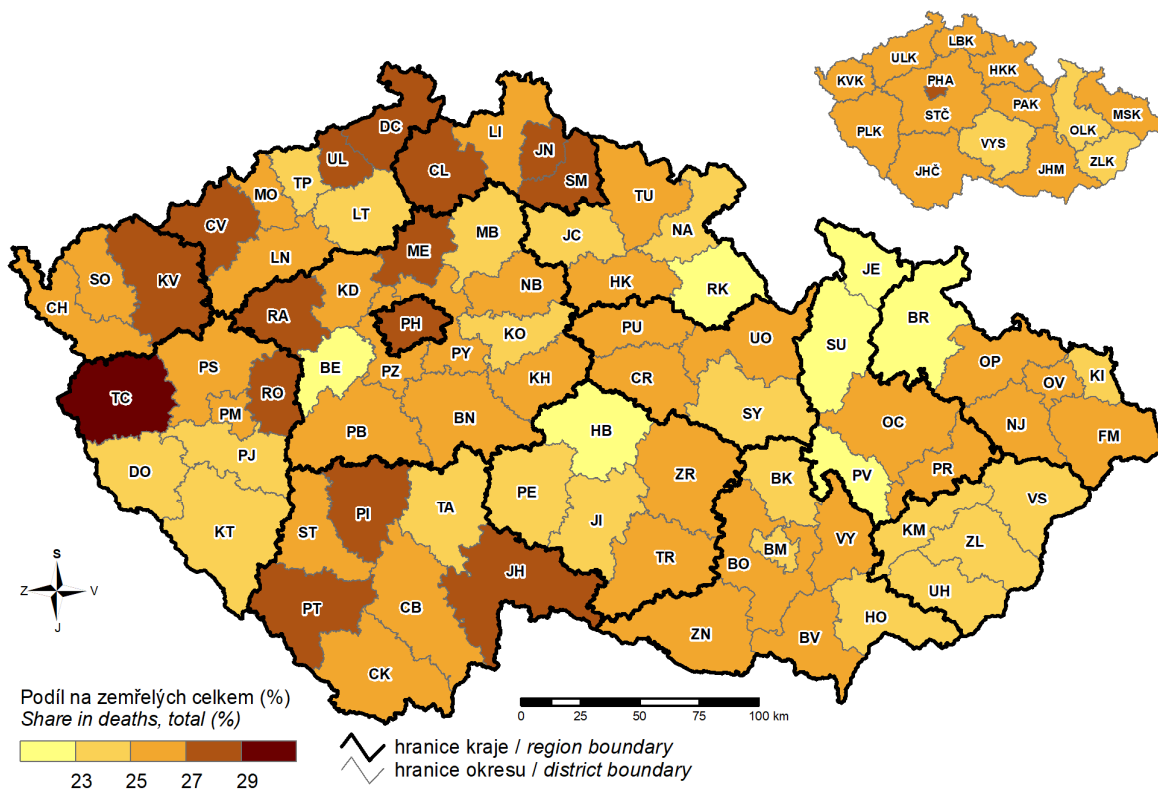 LBK
ULK
HKK
KVK
PHA
PAK
STČ
MSK
PLK
OLK
VYS
ZLK
JHČ
JHM
DC
LI
UL
JN
CL
SM
TP
MO
TU
LT
CV
MB
JC
NA
ME
LN
SO
KV
KD
NB
HK
RK
JE
CH
RA
PH
KO
PU
UO
SU
BR
PS
BE
PZ
PY
KH
CR
OP
OV
KI
TC
RO
PM
PB
BN
HB
SY
OC
NJ
FM
DO
PJ
PI
TA
PE
ZR
BK
PV
PR
VS
KT
ST
JI
BM
VY
KM
ZL
TR
BO
JH
PT
CB
UH
HO
ZN
BV
CK
S
Z V
J
Podíl na zemřelých celkem (%)
Share in deaths, total (%)
23 25 27 29
0 25 50 75 100 km
hranice kraje / region boundary
hranice okresu / district boundary